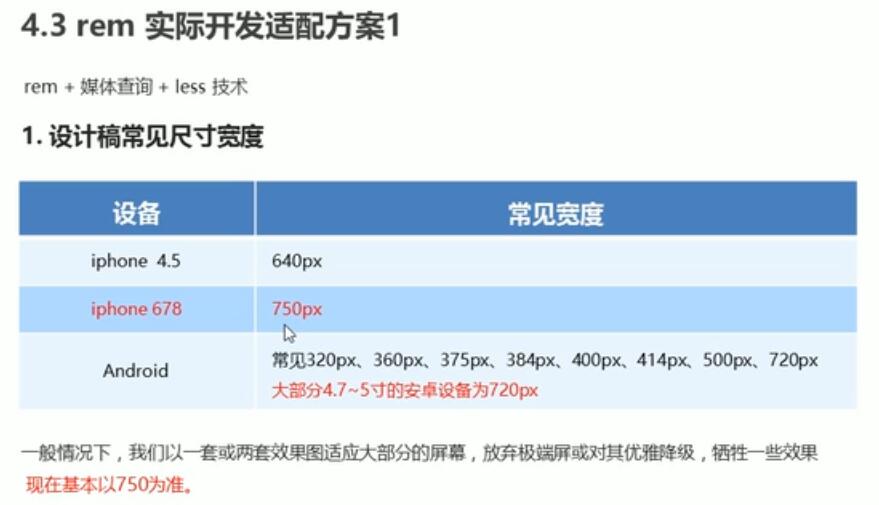 4.3 rem 实际开发适配方案1
rem + 媒体查询 + less 技术
1. 设计稿常见尺寸宽度
设备 常见宽度
iphone 4.5 640px
iphone 678 750px
Android 常见320px、360px、375px、384px、400px、414px、500px、720px
大部分4.7~5寸的安卓设备为720px
一般情况下，我们以一套或两套效果图适应大部分的屏幕，放弃极端屏或对其优雅降级，牺牲一些效果
现在基本以750为准。